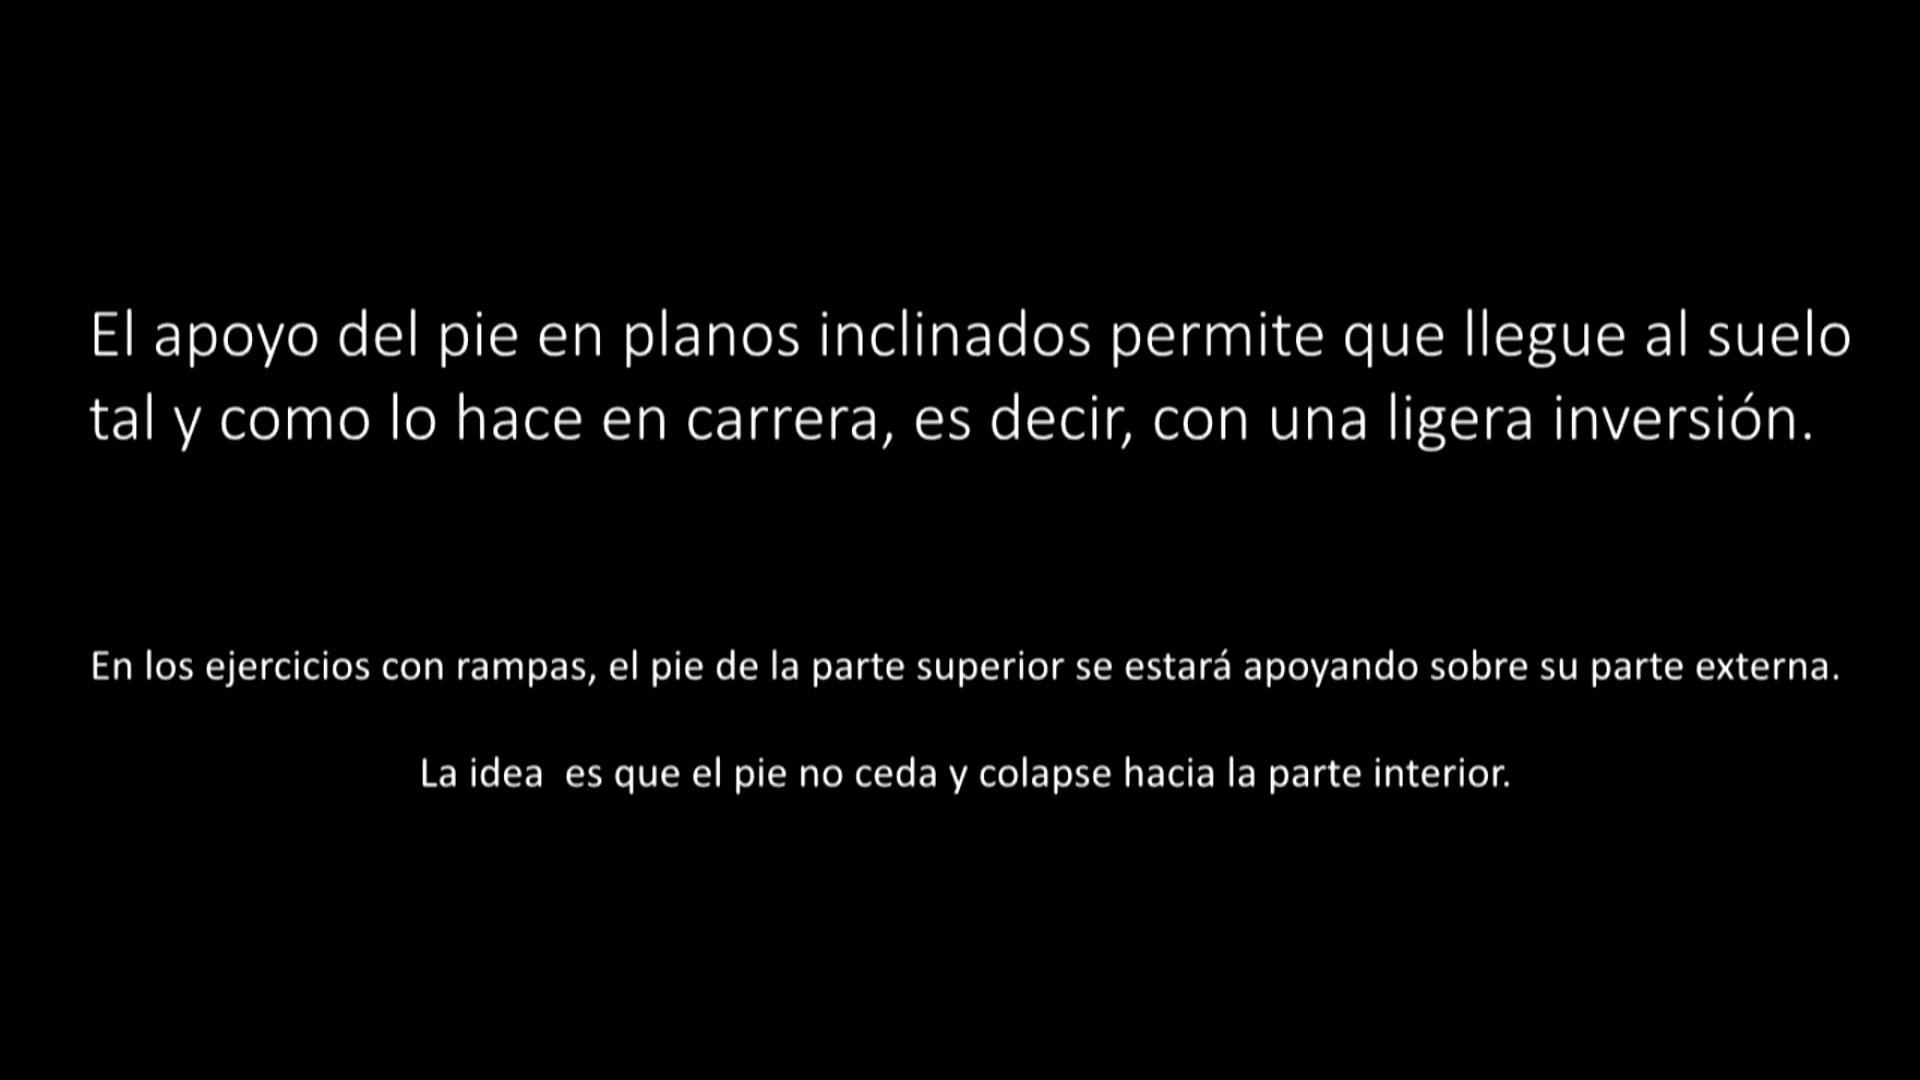 El apoyo del pie en planos inclinados permite que llegue al suelo
tal y como lo hace en carrera, es decir, con una ligera inversión.
En los ejercicios con rampas, el pie de la parte superior se estará apoyando sobre su parte externa.
La idea  es que el pie no ceda y colapse hacia la parte interior.